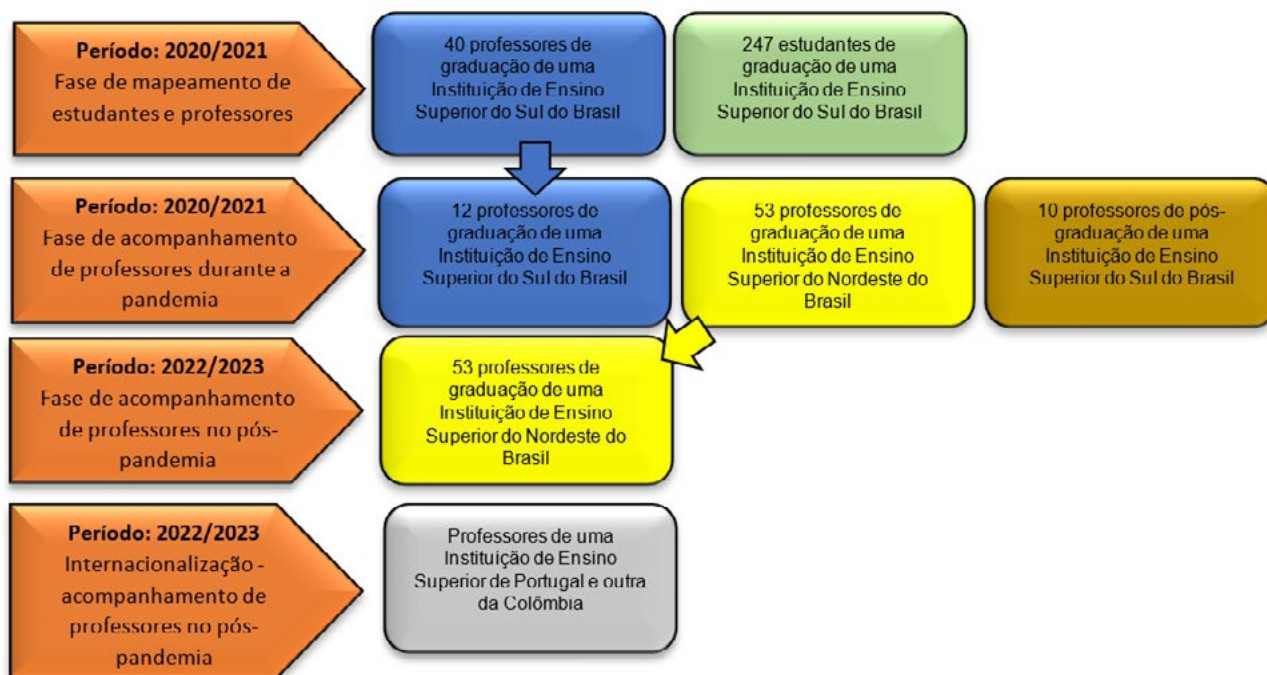 Período: 2020/2021
Fase de mapeamento de
estudantes e professores
40 professores de
graduação de uma
Instituição de Ensino
Superior do Sul do Brasil
247 estudantes de
graduação de uma
Instituição de Ensino
Superior do Sul do Brasil
Período: 2020/2021
Fase de acompanhamento
de professores durante a
pandemia
12 professores de
graduação de uma
Instituição de Ensino
Superior do Sul do Brasil
53 professores de
graduação de uma
Instituição de Ensino
Superior do Nordeste do
Brasil
10 professores de pós-
graduação de uma
Instituição de Ensino
Superior do Sul do Brasil
Período: 2022/2023
Fase de acompanhamento
de professores no pós-
pandemia
53 professores de
graduação de uma
Instituição de Ensino
Superior do Nordeste do
Brasil
Período: 2022/2023
Internacionalização -
acompanhamento de
professores no pós-
pandemia
Professores de uma
Instituição de Ensino
Superior de Portugal e outra
da Colômbia